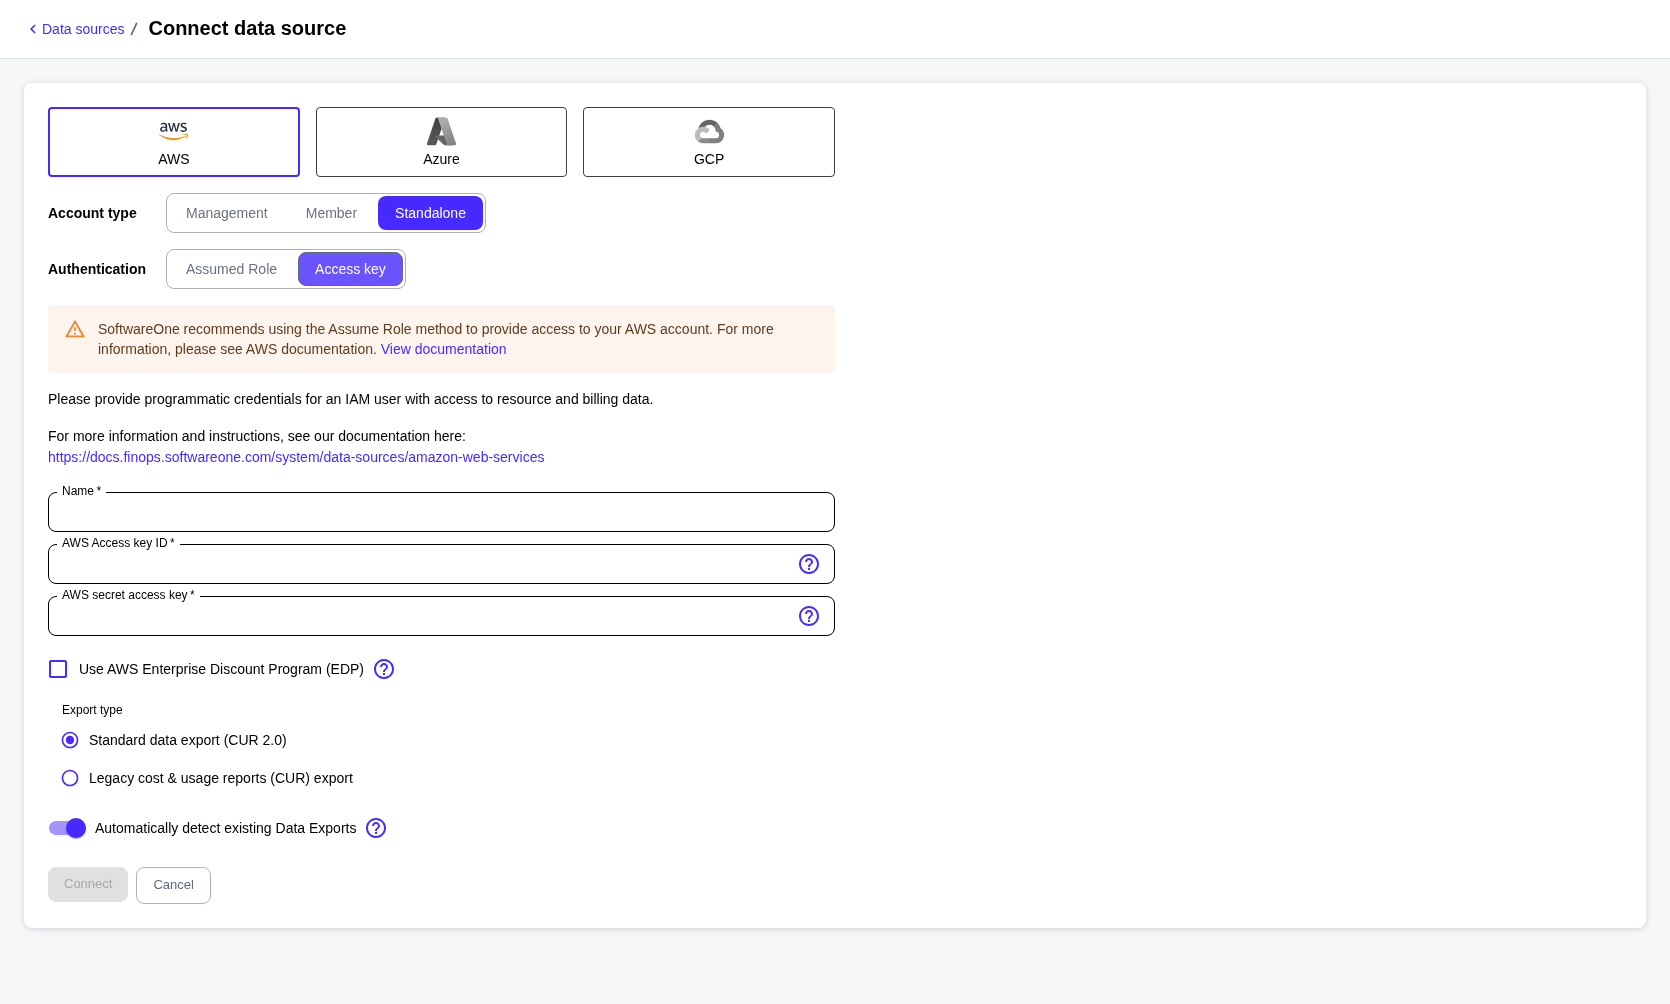 Data sources / Connect data source
aws
AWS
Azure
GCP
Account type
Management
Member
Standalone
Authentication
Assumed Role
Access key
SoftwareOne recommends using the Assume Role method to provide access to your AWS account. For more
information, please see AWS documentation. View documentation
Please provide programmatic credentials for an IAM user with access to resource and billing data.
For more information and instructions, see our documentation here:
https://docs.finops.softwareone.com/system/data-sources/amazon-web-services
Name *
AWS Access key ID *
AWS secret access key *
Use AWS Enterprise Discount Program (EDP)
Export type
Standard data export (CUR 2.0)
Legacy cost & usage reports (CUR) export
Automatically detect existing Data Exports
Connect
Cancel